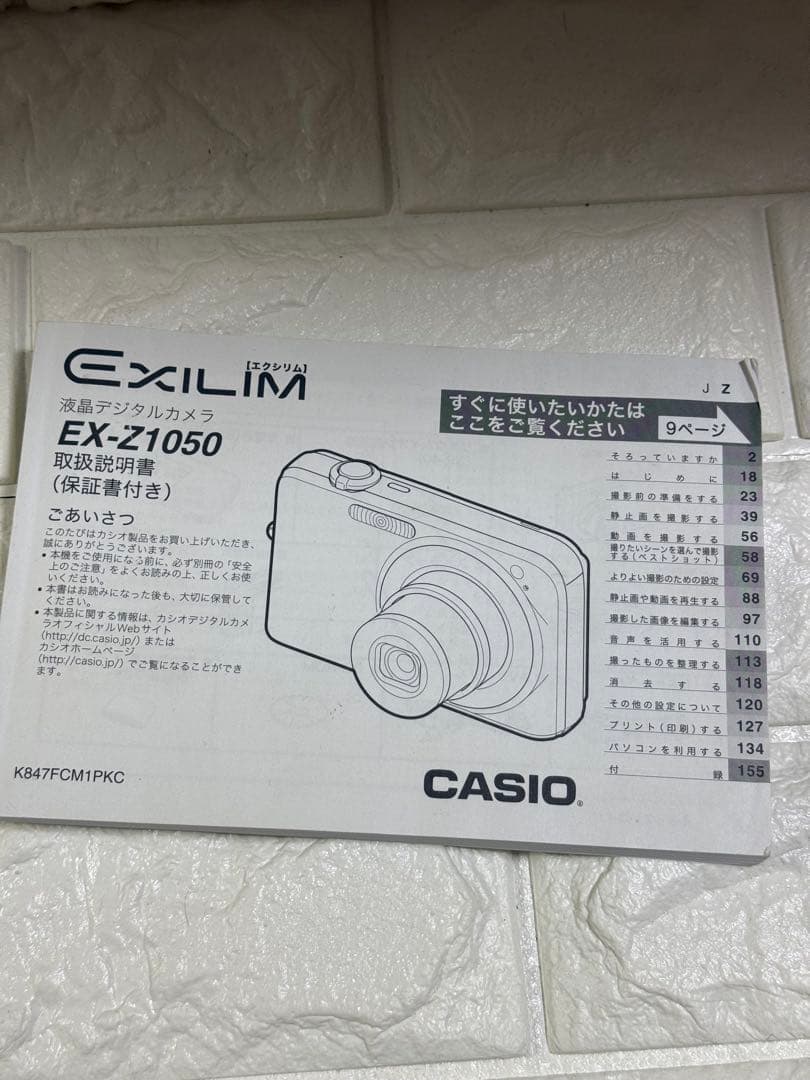 EXILIM
【エクシリム】
液晶デジタルカメラ
EX-Z1050
取扱説明書
(保証書付き)
ごあいさつ
このたびはカシオ製品をお買い上げいただき、
誠にありがとうございます。
• 本機をご使用になる前に、必ず別冊の「安全
上のご注意」をよくお読みの上、正しくお使
いください。
• 本書はお読みになった後も、大切に保管して
ください。
• 本製品に関する情報は、カシオデジタルカメ
ラオフィシャルWebサイト
(http://dc.casio.jp/) または
カシオホームページ
(http://casio.jp/) でご覧になることができ
ます。
K847FCM1PKC
J Z
すぐに使いたいかたは
ここをご覧ください
9ページ
そろっていますか 2
はじめに 18
撮影前の準備をする 23
静止画を撮影する 39
動画を撮影する 56
撮りたいシーンを選んで撮影
する(ベストショット) 58
よりよい撮影のための設定 69
静止画や動画を再生する 88
撮影した画像を編集する 97
音声を活用する 110
撮ったものを整理する 113
消去する 118
その他の設定について 120
プリント(印刷)する 127
パソコンを利用する 134
付録 155
CASIO®